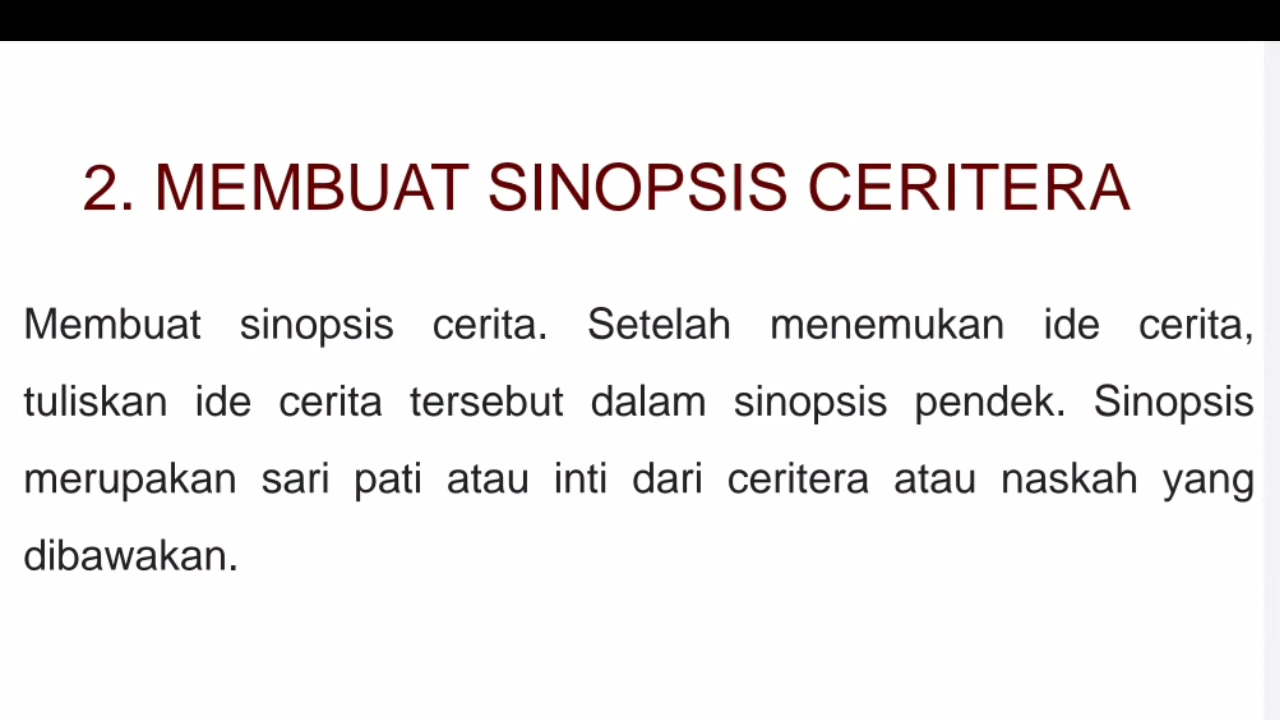 2. MEMBUAT SINOPSIS CERITERA
Membuat sinopsis cerita. Setelah menemukan ide cerita,
tuliskan ide cerita tersebut dalam sinopsis pendek. Sinopsis
merupakan sari pati atau inti dari ceritera atau naskah yang
dibawakan.